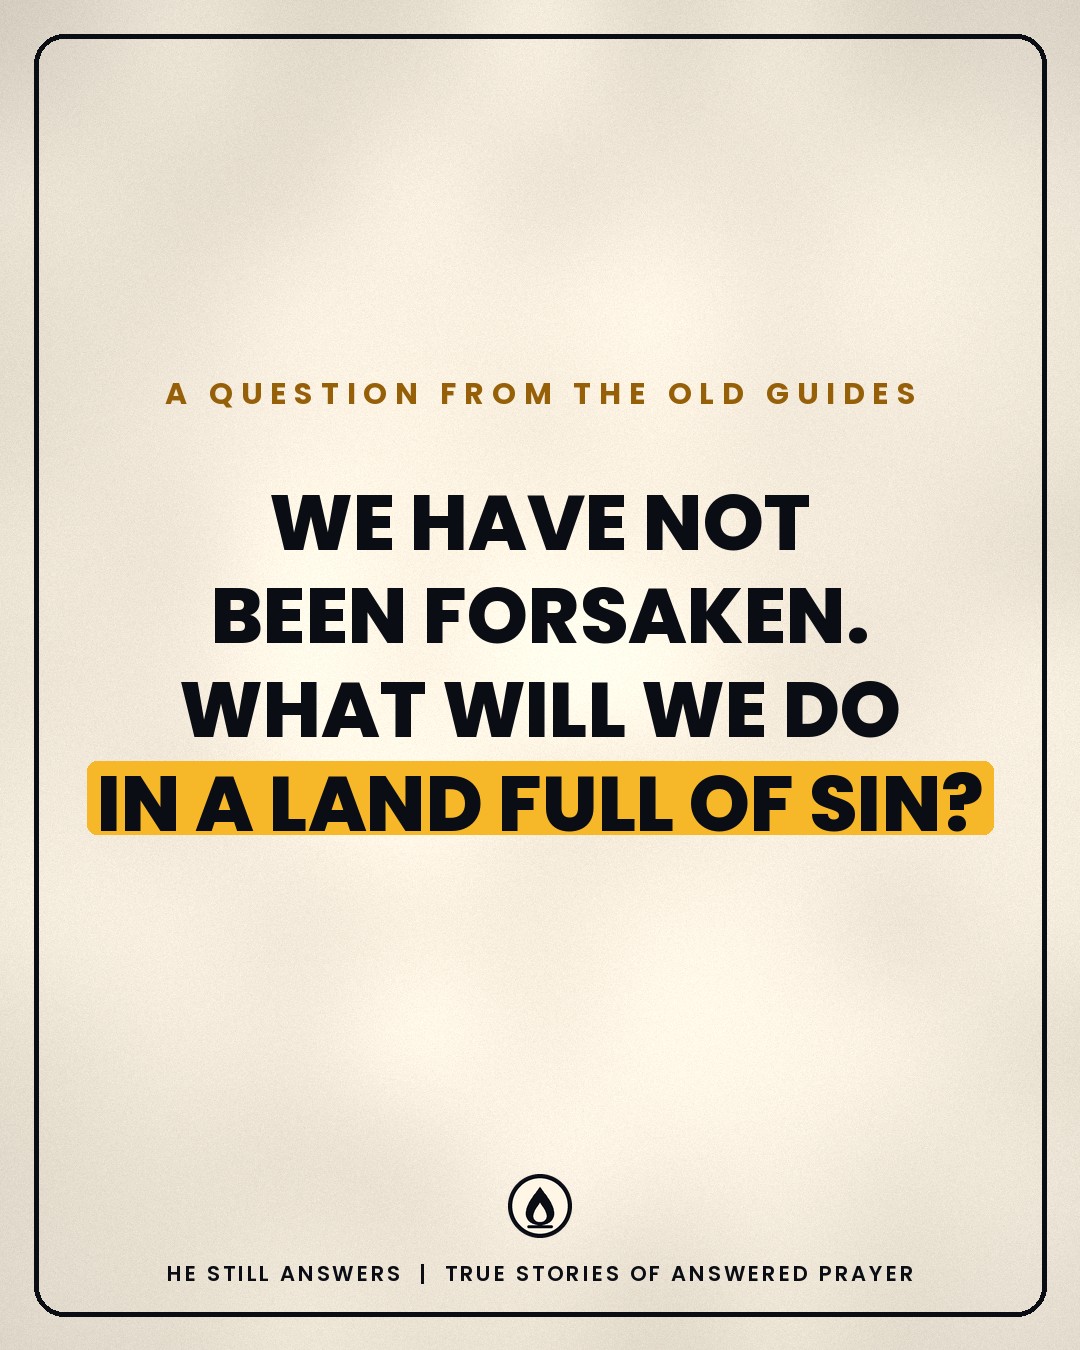 A QUESTION FROM THE OLD GUIDES
WE HAVE NOT
BEEN FORSAKEN.
WHAT WILL WE DO
IN A LAND FULL OF SIN?
HE STILL ANSWERS | TRUE STORIES OF ANSWERED PRAYER